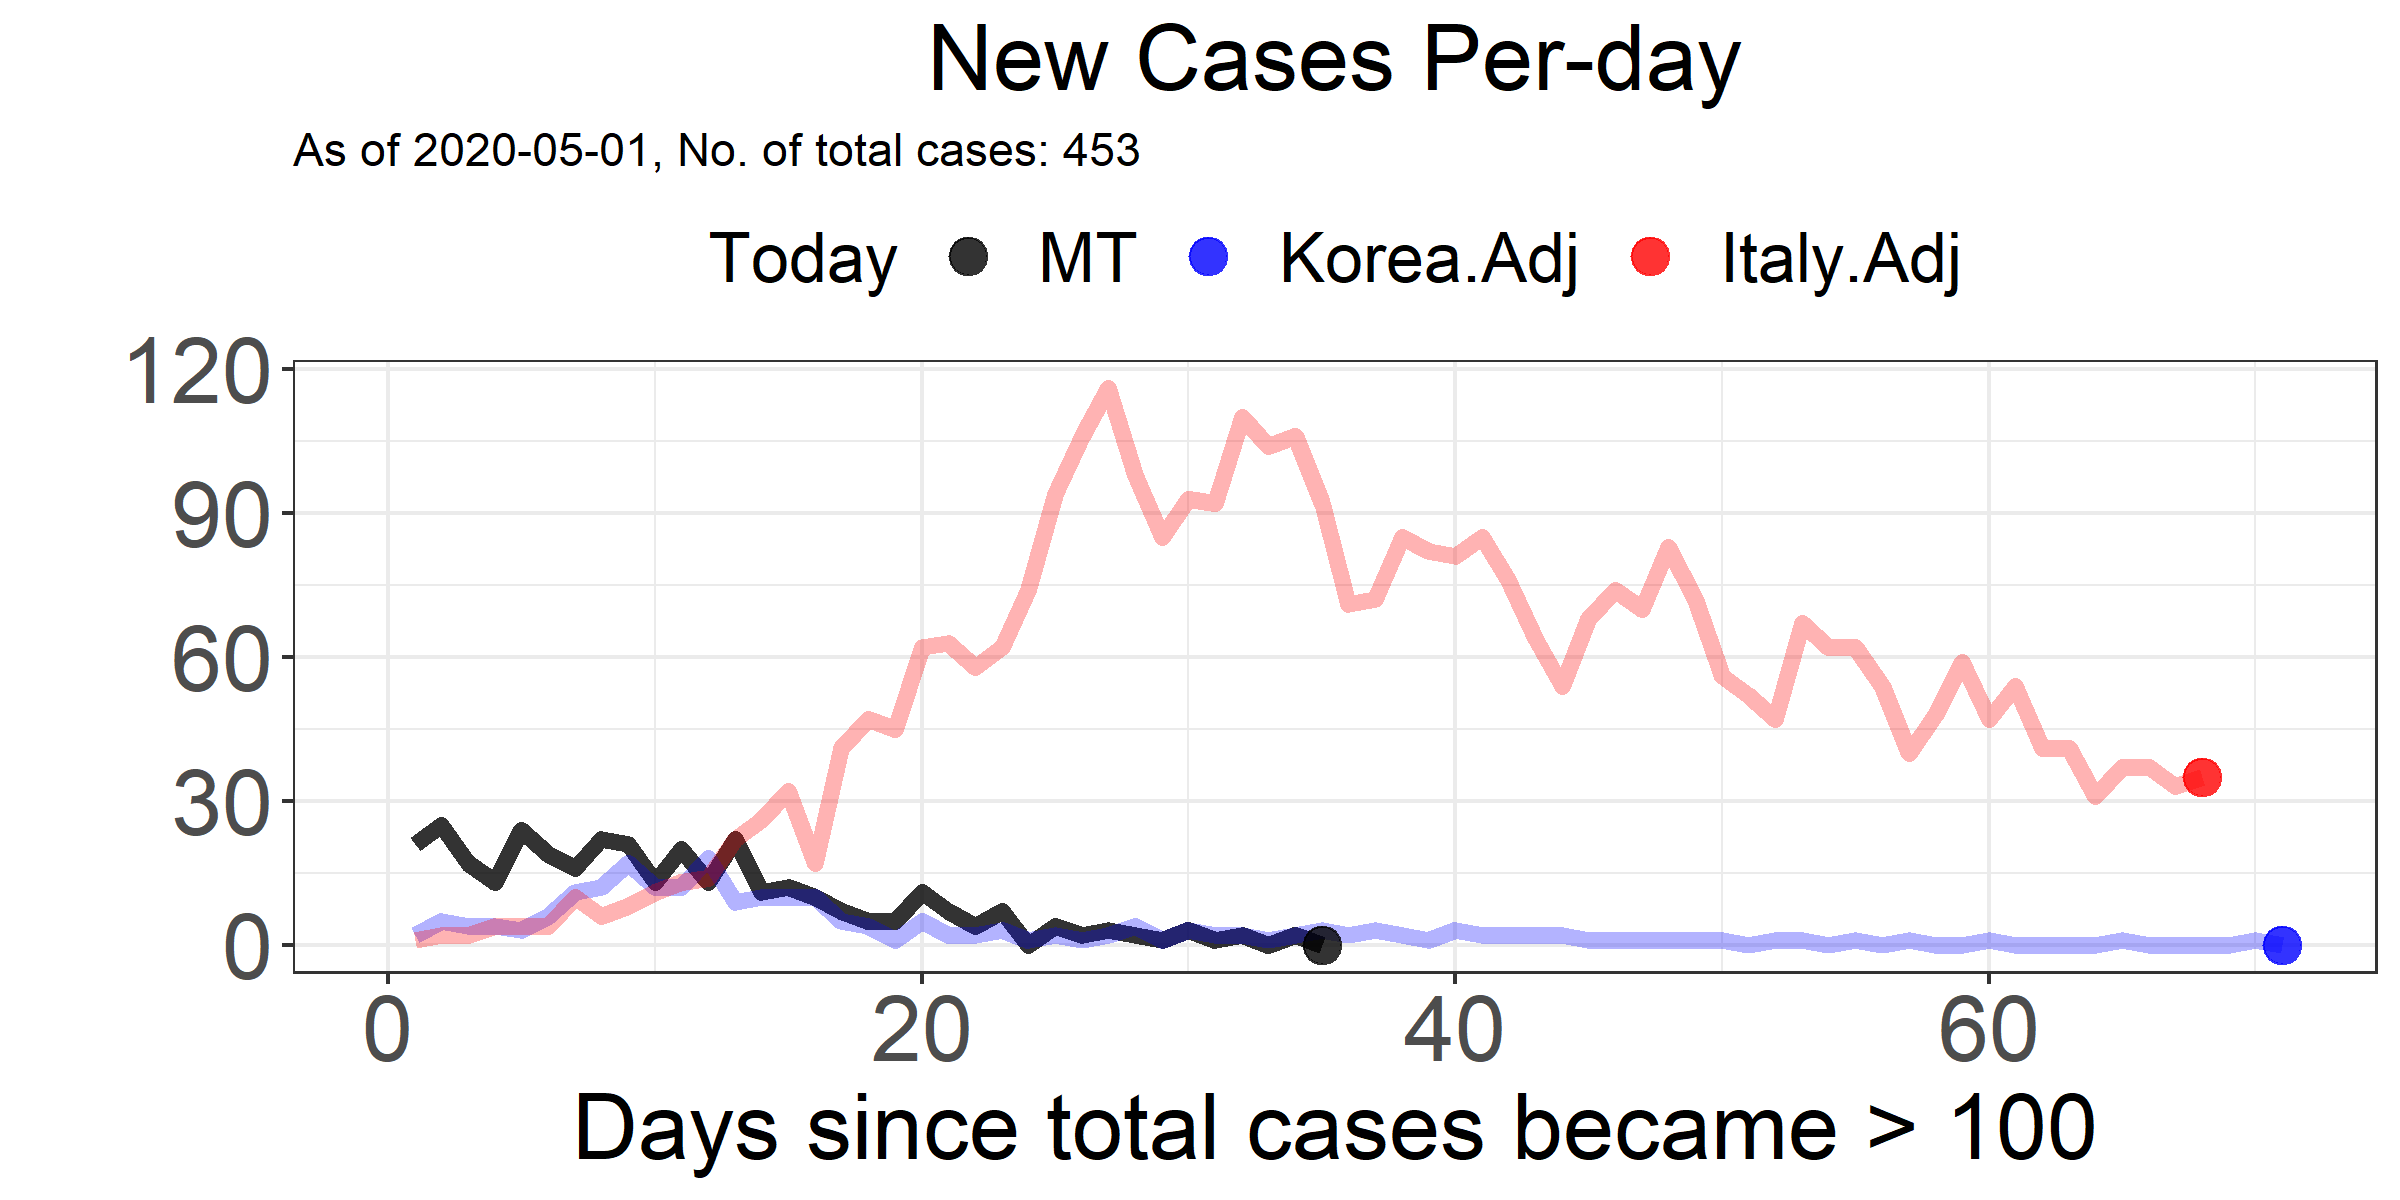 New Cases Per-day
As of 2020-05-01, No. of total cases: 453
Today MT Korea.Adj Italy.Adj
120
90
60
30
0
0 20 40 60
Days since total cases became > 100